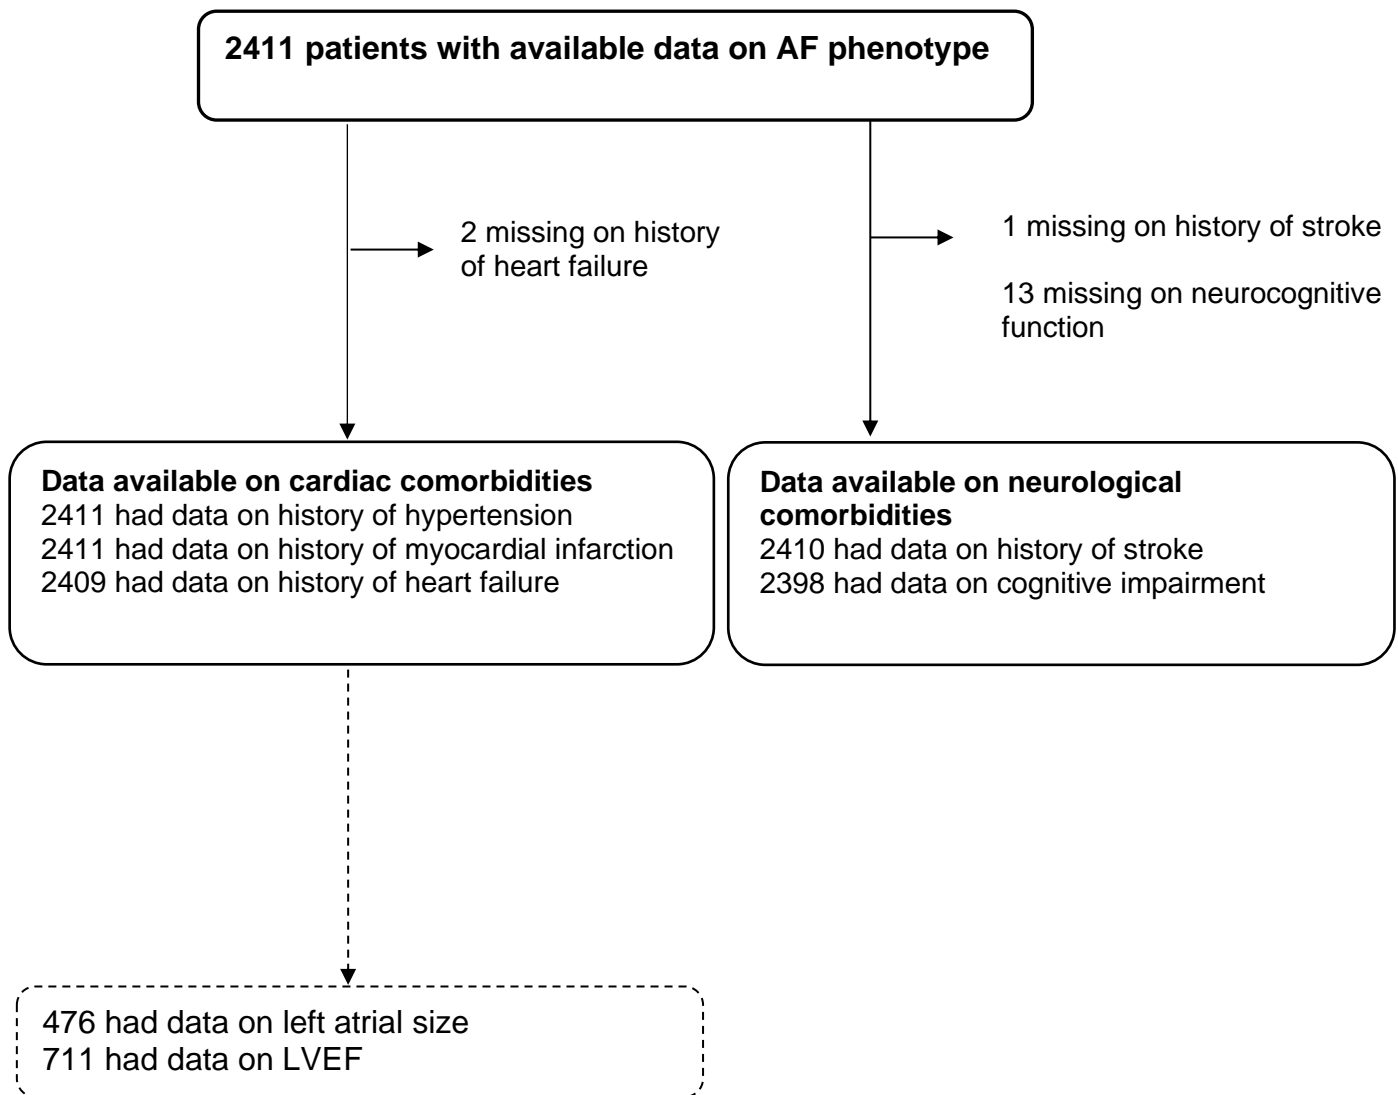 2411 patients with available data on AF phenotype
2 missing on history
of heart failure
1 missing on history of stroke
13 missing on neurocognitive
function
Data available on cardiac comorbidities
2411 had data on history of hypertension
2411 had data on history of myocardial infarction
2409 had data on history of heart failure
Data available on neurological
comorbidities
2410 had data on history of stroke
2398 had data on cognitive impairment
476 had data on left atrial size
711 had data on LVEF